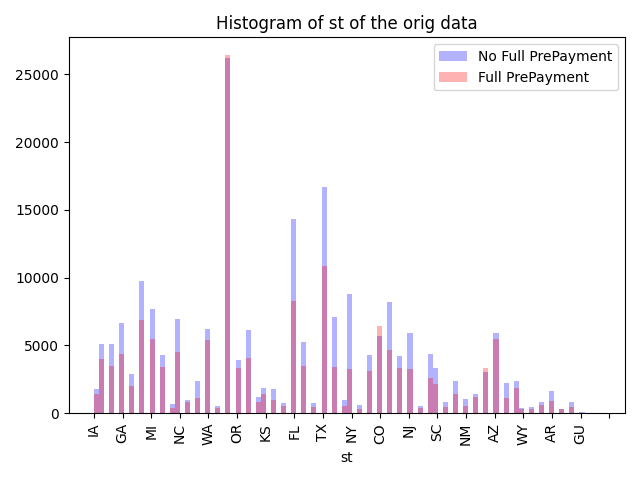 Histogram of st of the orig data
No Full PrePayment
Full PrePayment
25000
20000
15000
10000
5000
0
IA GA MI NC WA OR KS FL TX NY CO NJ SC NM AZ WY AR GU
st